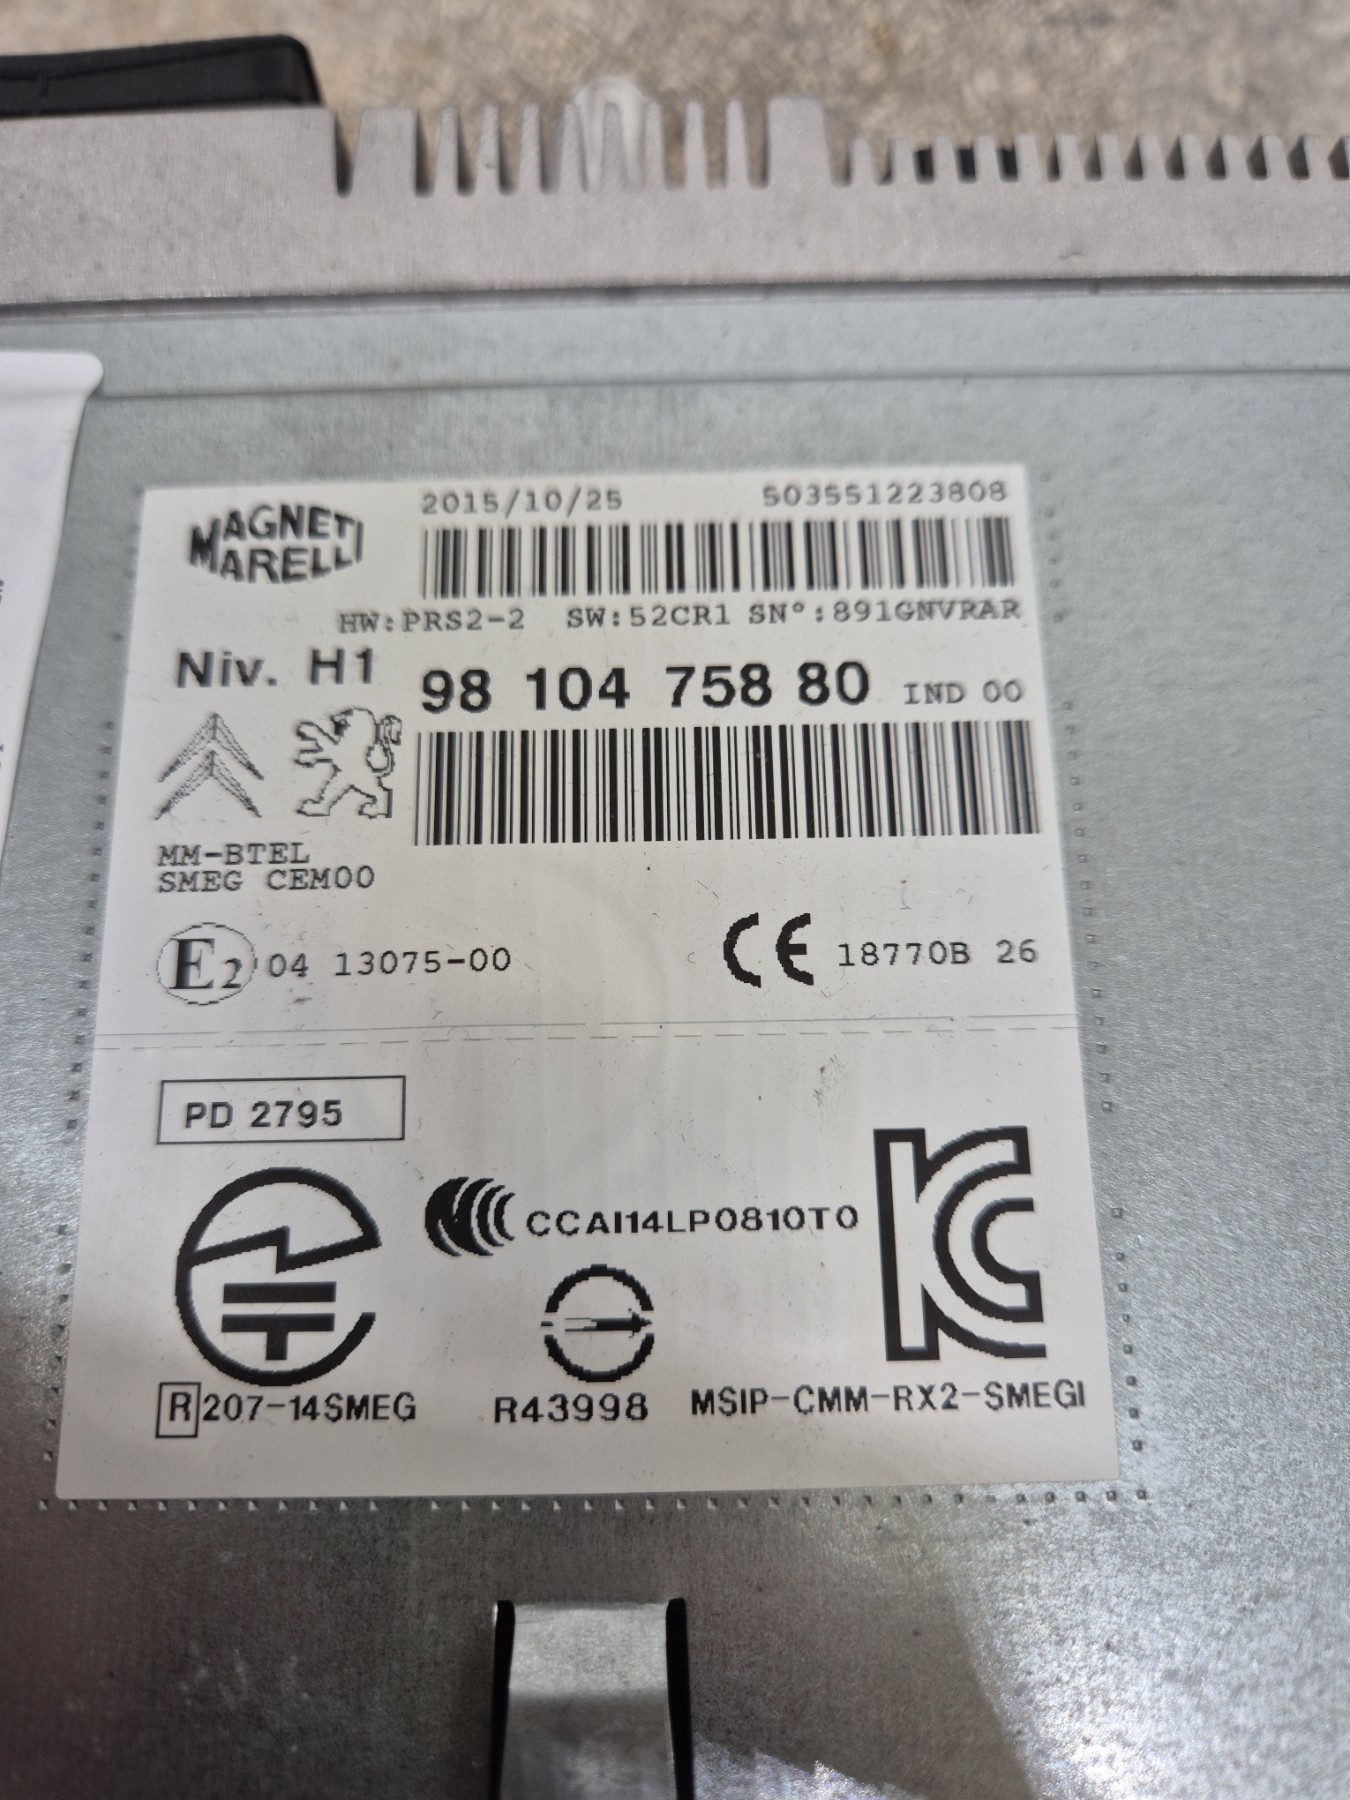 MAGNETI
MARELLI
2015/10/25 503551223808
HW:PRS2-2 SW:52CR1 SN°:891GNVRAR
Niv. H1 98 104 758 80 IND 00
MM-BTEL
SMEG CEM00
E2 04 13075-00 CE 18770B 26
PD 2795
CCAI14LP0810T0
R 207-14SMEG R43998 MSIP-CMM-RX2-SMEGI